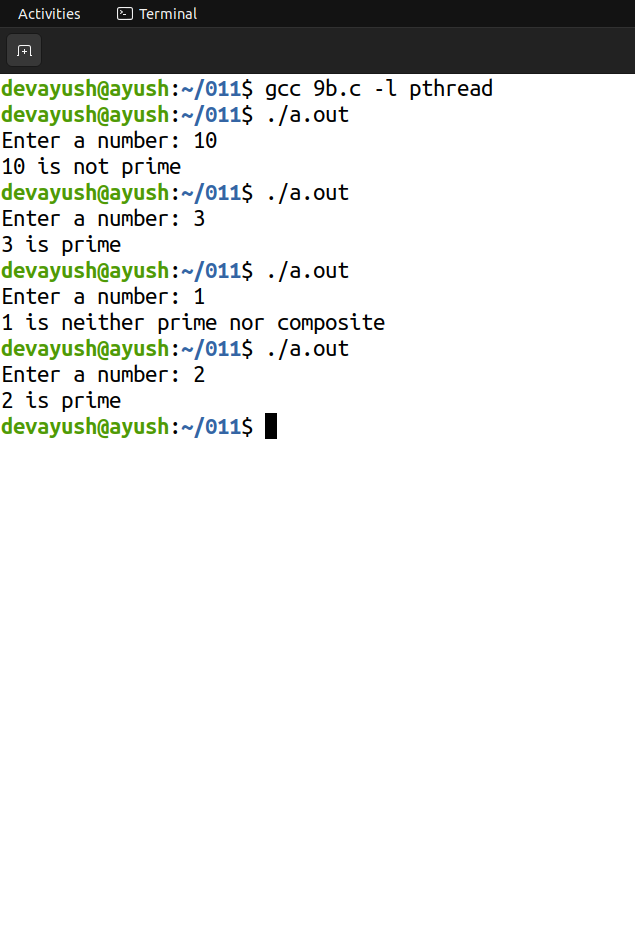 Activities Terminal
devayush@ayush:~/011$ gcc 9b.c -l pthread
devayush@ayush:~/011$ ./a.out
Enter a number: 10
10 is not prime
devayush@ayush:~/011$ ./a.out
Enter a number: 3
3 is prime
devayush@ayush:~/011$ ./a.out
Enter a number: 1
1 is neither prime nor composite
devayush@ayush:~/011$ ./a.out
Enter a number: 2
2 is prime
devayush@ayush:~/011$